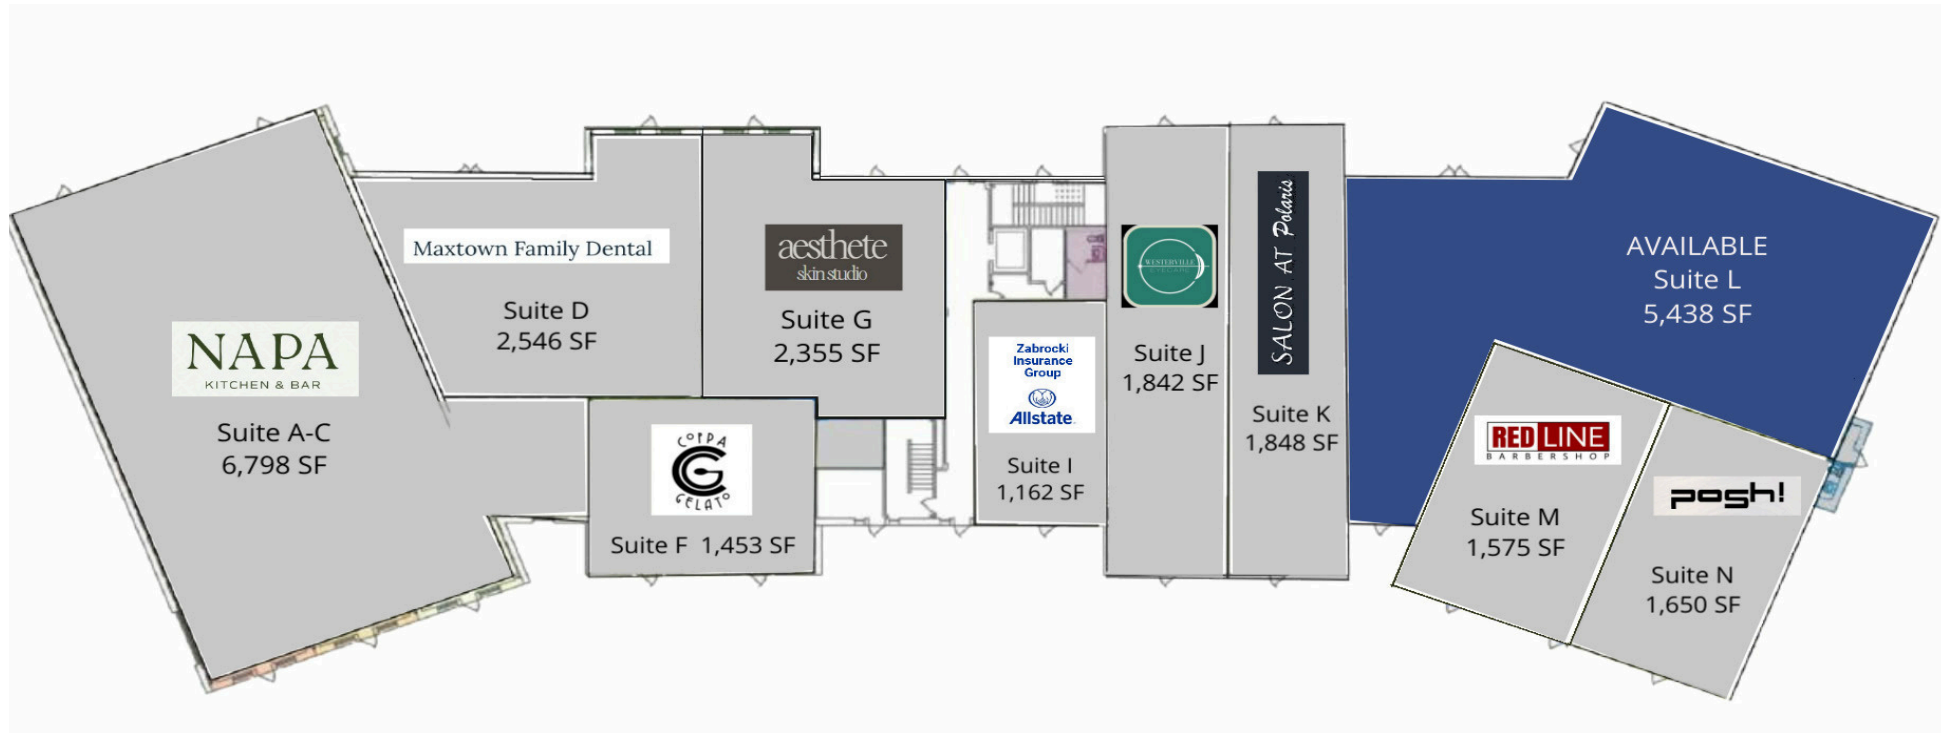 NAPA
KITCHEN & BAR
Suite A-C
6,798 SF
Maxtown Family Dental
Suite D
2,546 SF
COPPA
GELATO
Suite F 1,453 SF
aesthete
skin studio
Suite G
2,355 SF
Zabrocki
Insurance
Group
Allstate
Suite I
1,162 SF
WESTERVILLE
EYECARE
Suite J
1,842 SF
SALON AT Polaris
Suite K
1,848 SF
AVAILABLE
Suite L
5,438 SF
RED LINE
BARBERSHOP
Suite M
1,575 SF
posh!
Suite N
1,650 SF